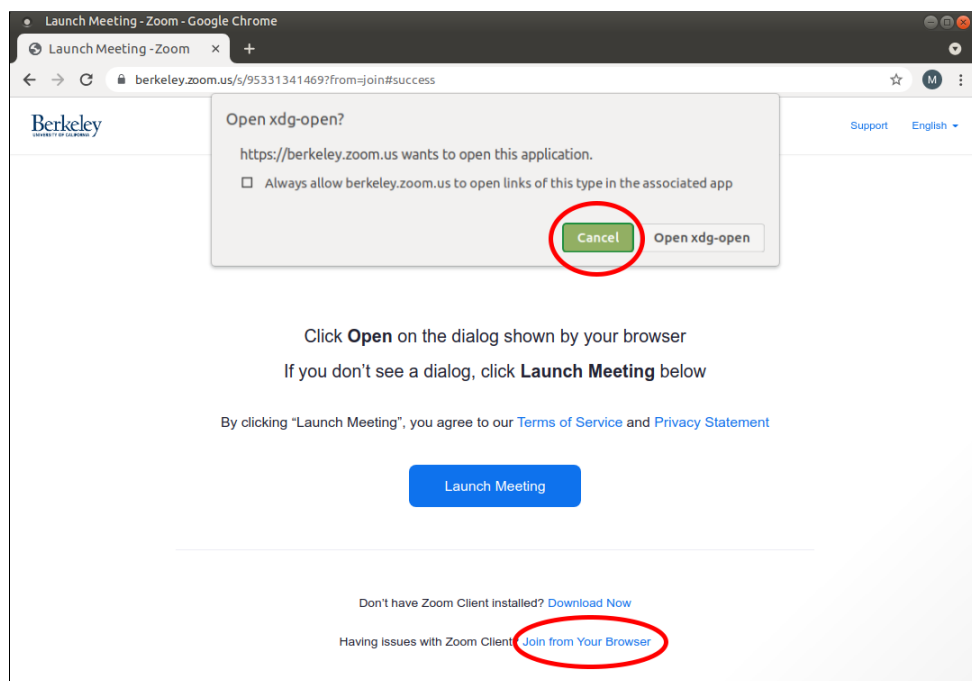 Launch Meeting - Zoom - Google Chrome
Launch Meeting - Zoom
berkeley.zoom.us/s/95331341469?from=join#success
M
Berkeley
UNIVERSITY OF CALIFORNIA
Support English
Open xdg-open?
https://berkeley.zoom.us wants to open this application.
Always allow berkeley.zoom.us to open links of this type in the associated app
Cancel Open xdg-open
Click Open on the dialog shown by your browser
If you don't see a dialog, click Launch Meeting below
By clicking “Launch Meeting”, you agree to our Terms of Service and Privacy Statement
Launch Meeting
Don't have Zoom Client installed? Download Now
Having issues with Zoom Client Join from Your Browser